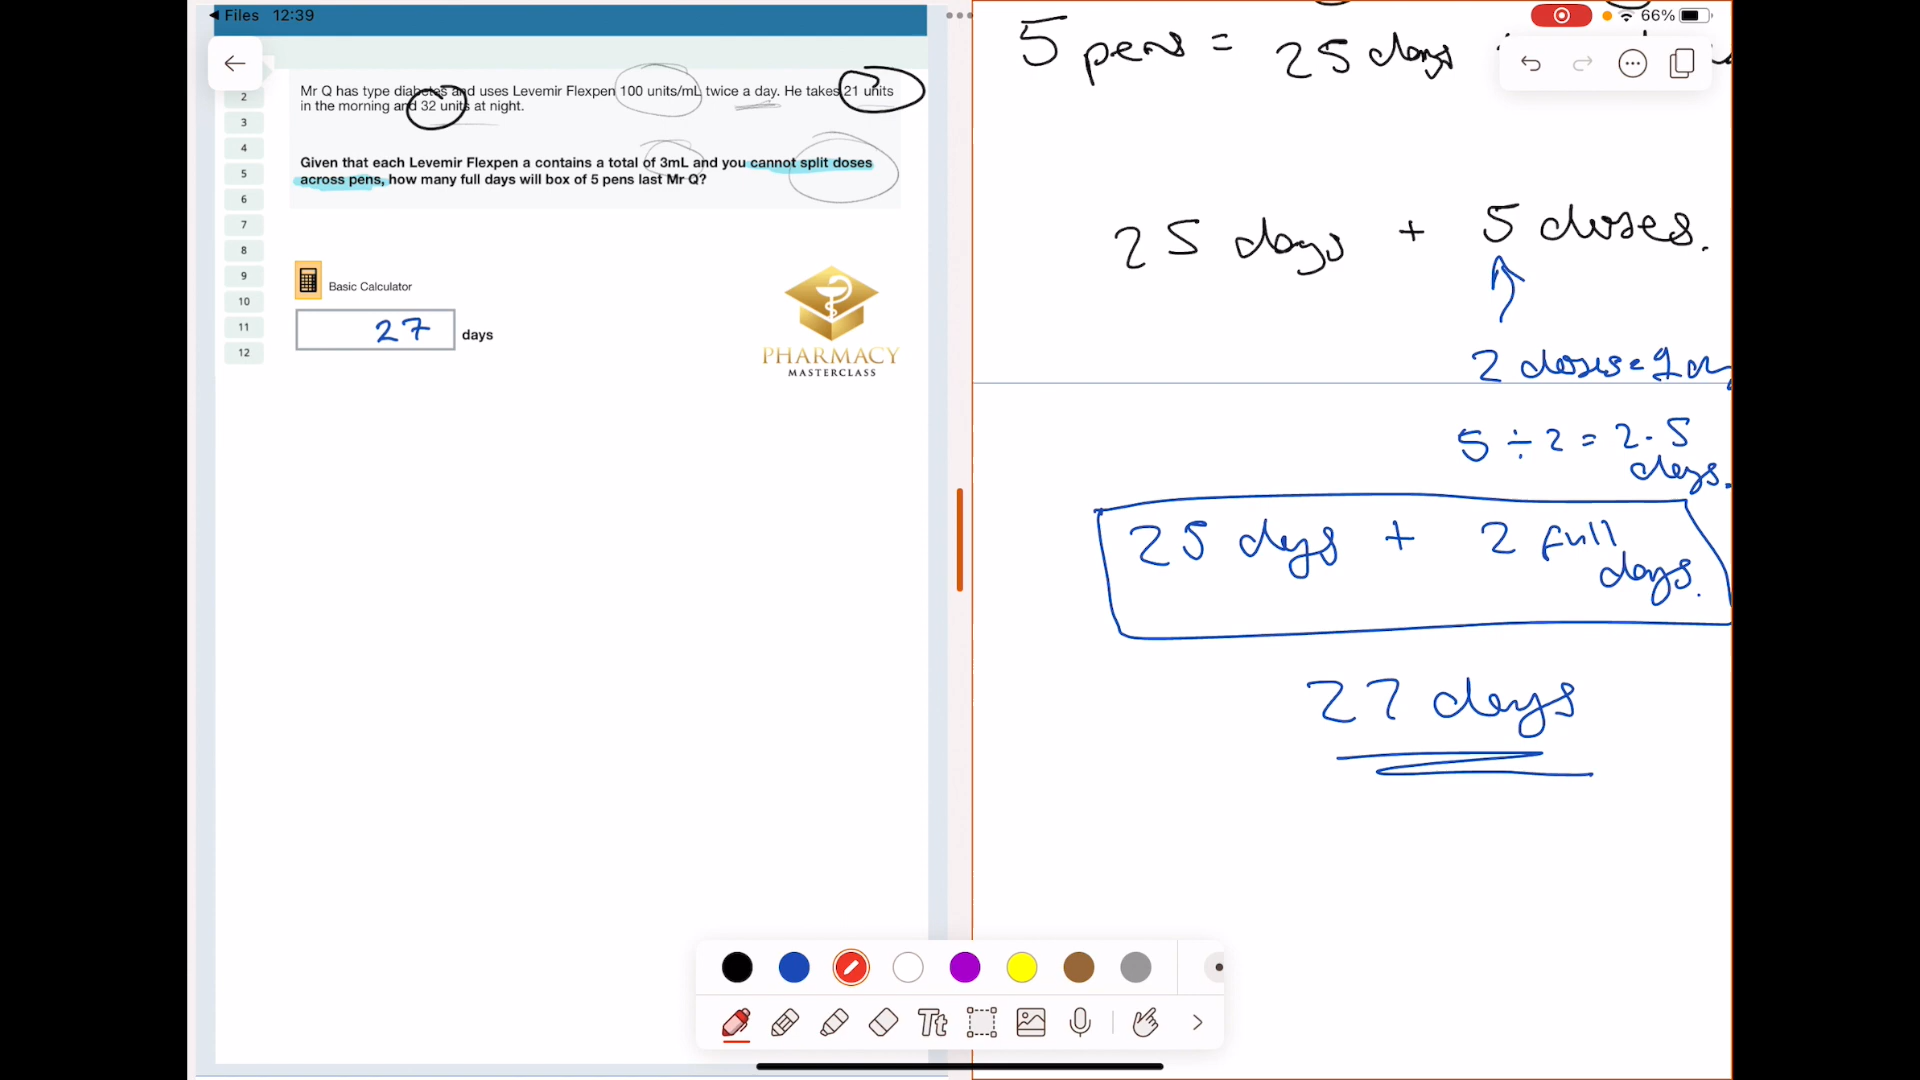 Files 12:39
66%
2
3
4
5
6
7
8
9
10
11
12
Mr Q has type diabetes and uses Levemir Flexpen 100 units/mL twice a day. He takes 21 units
in the morning and 32 units at night.
Given that each Levemir Flexpen a contains a total of 3mL and you cannot split doses
across pens, how many full days will box of 5 pens last Mr Q?
Basic Calculator
27 days
PHARMACY
MASTERCLASS
5 pens = 25 days
25 days + 5 doses.
2 doses = 1
5 ÷ 2 = 2.5
days.
25 days + 2 full
days.
27 days
Tt